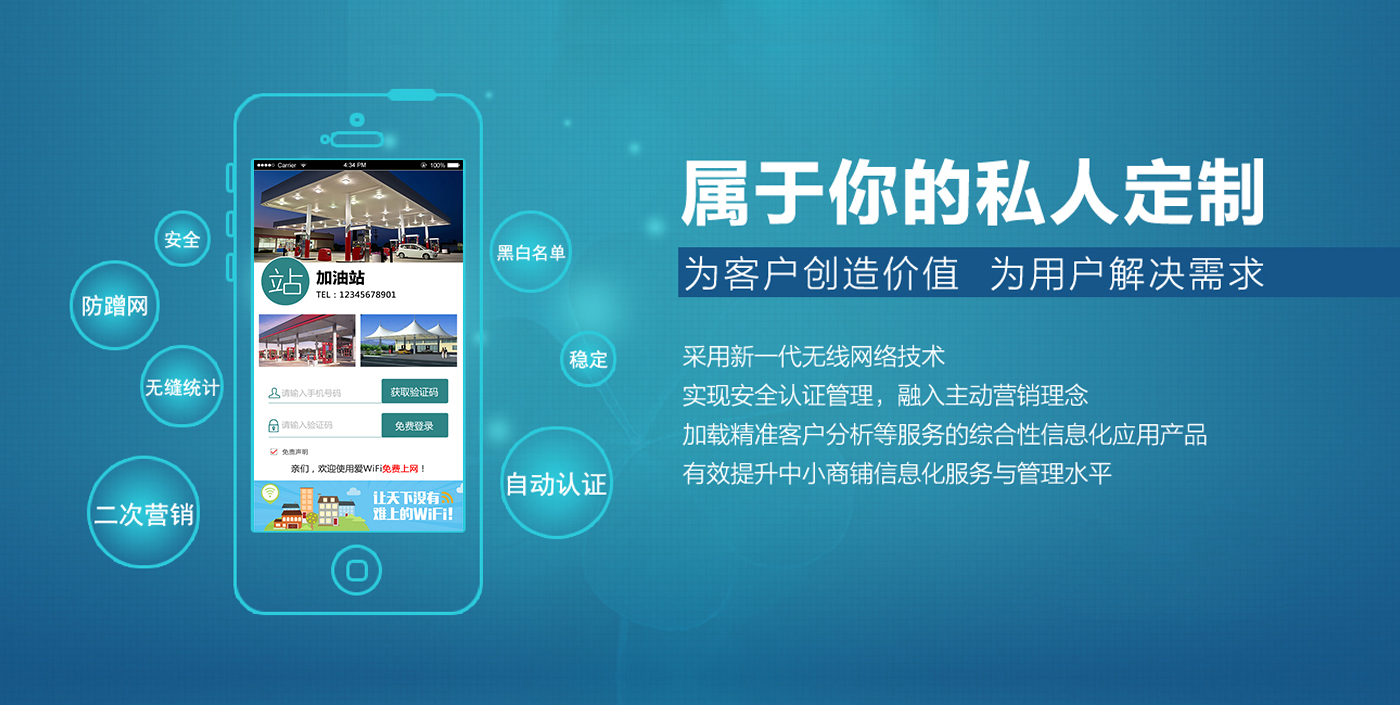 Carrier 4:34 PM 100%
站
加油站
TEL：12345678901
请输入手机号码 获取验证码
请输入验证码 免费登录
免费声明
亲们，欢迎使用爱WiFi免费上网！
让天下没有
难上的WiFi!
安全
防蹭网
无缝统计
二次营销
黑白名单
稳定
自动认证
属于你的私人定制
为客户创造价值 为用户解决需求
采用新一代无线网络技术
实现安全认证管理，融入主动营销理念
加载精准客户分析等服务的综合性信息化应用产品
有效提升中小商铺信息化服务与管理水平